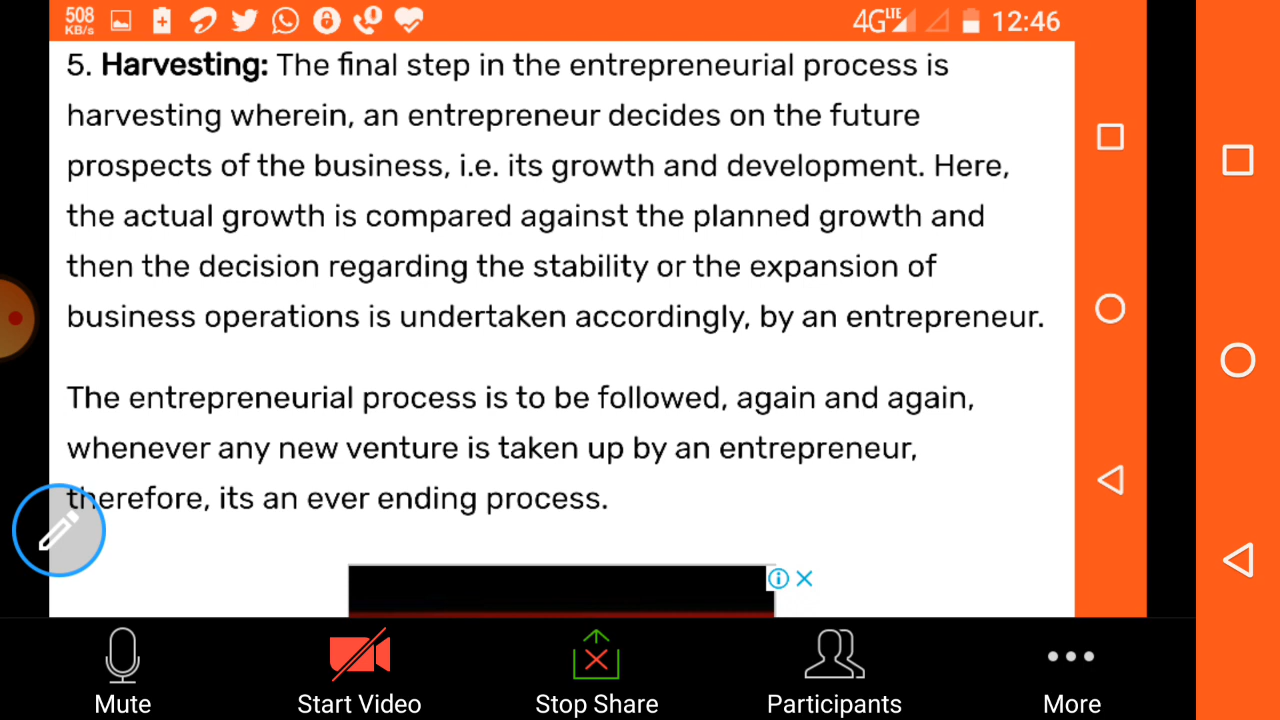 508
KB/s
4G LTE
12:46
5. Harvesting: The final step in the entrepreneurial process is
harvesting wherein, an entrepreneur decides on the future
prospects of the business, i.e. its growth and development. Here,
the actual growth is compared against the planned growth and
then the decision regarding the stability or the expansion of
business operations is undertaken accordingly, by an entrepreneur.
The entrepreneurial process is to be followed, again and again,
whenever any new venture is taken up by an entrepreneur,
therefore, its an ever ending process.
Mute
Start Video
Stop Share
Participants
More